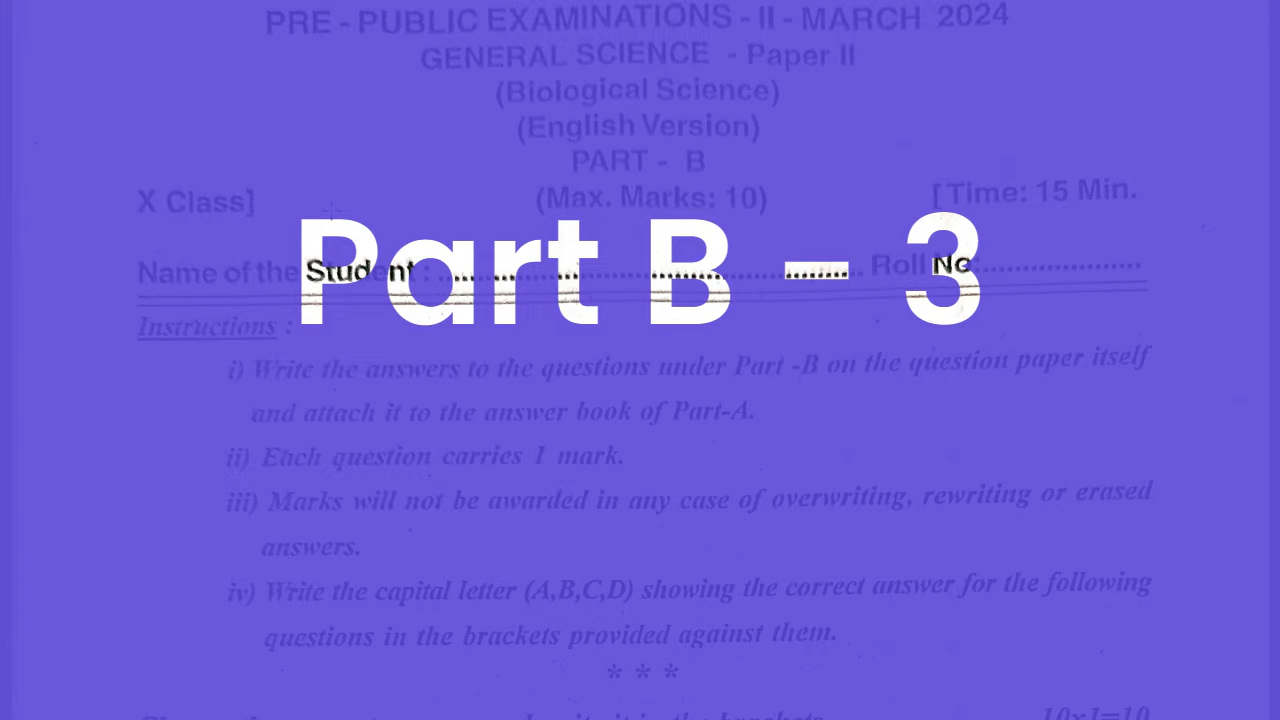 PRE - PUBLIC EXAMINATIONS - II - MARCH 2024
GENERAL SCIENCE - Paper II
(Biological Science)
(English Version)
PART - B
X Class] (Max. Marks: 10) [Time: 15 Min.
Part B – 3
Name of the Student : ............................................................ Roll No:.....................
Instructions :
i) Write the answers to the questions under Part -B on the question paper itself
and attach it to the answer book of Part-A.
ii) Each question carries 1 mark.
iii) Marks will not be awarded in any case of overwriting, rewriting or erased
answers.
iv) Write the capital letter (A,B,C,D) showing the correct answer for the following
questions in the brackets provided against them.
* * *
in the brackets. 10x1=10